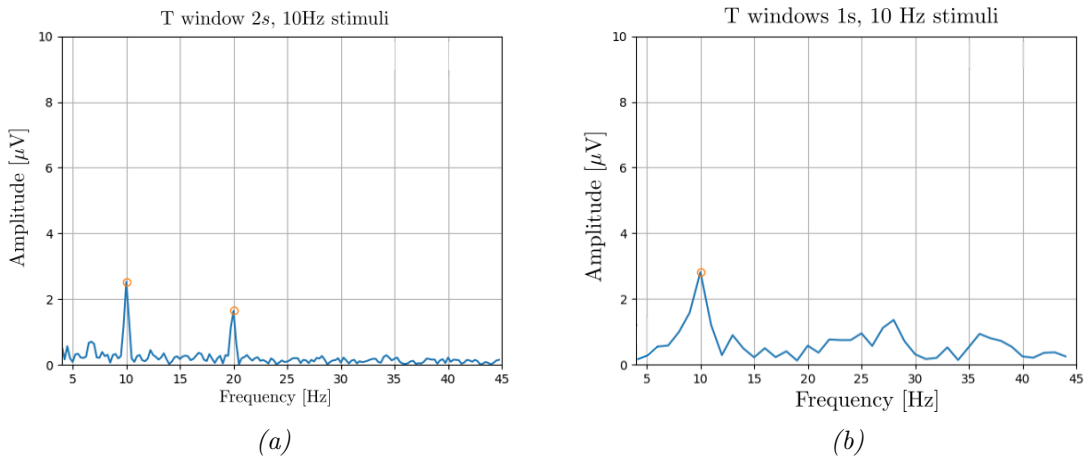 T window 2s, 10Hz stimuli
10
8
6
4
2
0
Amplitude [μV]
5 10 15 20 25 30 35 40 45
Frequency [Hz]
(a)
T windows 1s, 10 Hz stimuli
10
8
6
4
2
0
Amplitude [μV]
5 10 15 20 25 30 35 40 45
Frequency [Hz]
(b)